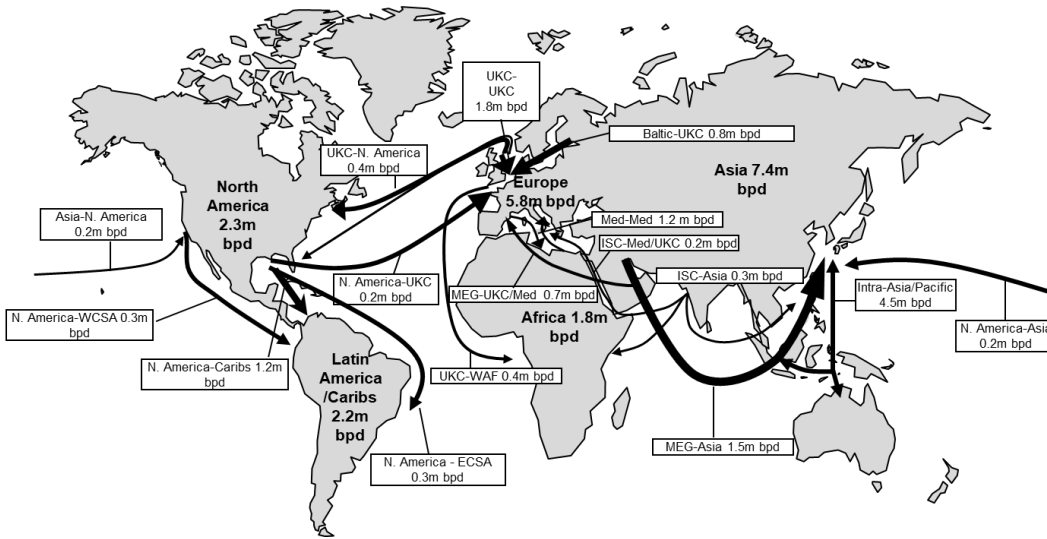 UKC-
UKC
1.8m bpd
Baltic-UKC 0.8m bpd
UKC-N. America
0.4m bpd
North
America
2.3m
bpd
Europe
5.8m bpd
Asia 7.4m
bpd
Asia-N. America
0.2m bpd
Med-Med 1.2 m bpd
ISC-Med/UKC 0.2m bpd
ISC-Asia 0.3m bpd
N. America-UKC
0.2m bpd
MEG-UKC/Med 0.7m bpd
Intra-Asia/Pacific
4.5m bpd
N. America-WCSA 0.3m
bpd
Africa 1.8m
bpd
N. America-Asia
0.2m bpd
N. America-Caribs 1.2m
bpd
Latin
America
/Caribs
2.2m
bpd
UKC-WAF 0.4m bpd
MEG-Asia 1.5m bpd
N. America - ECSA
0.3m bpd